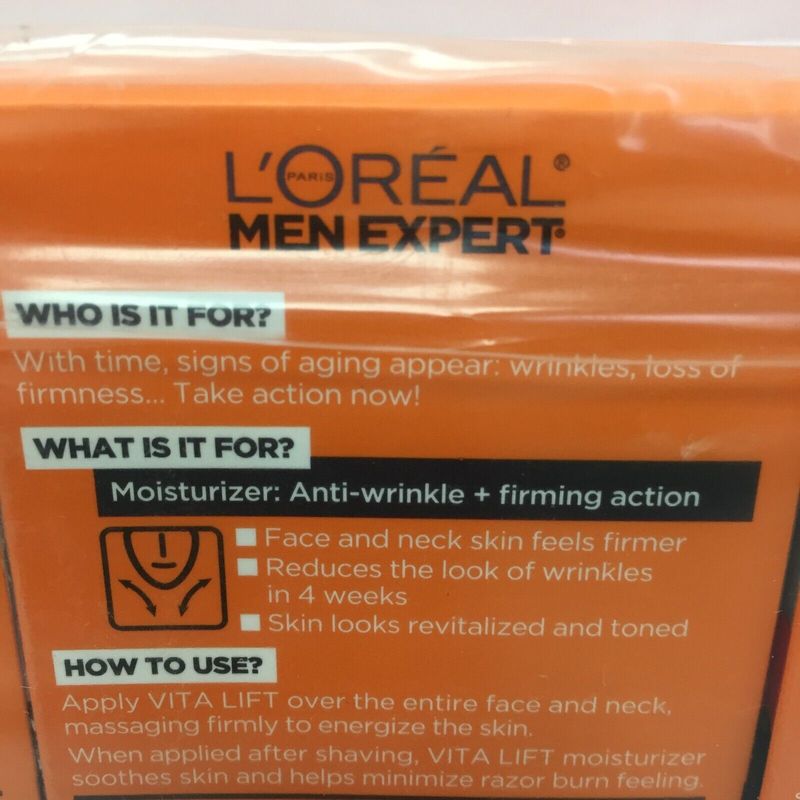 L'ORÉAL®
PARIS
MEN EXPERT®
WHO IS IT FOR?
With time, signs of aging appear: wrinkles, loss of
firmness... Take action now!
WHAT IS IT FOR?
Moisturizer: Anti-wrinkle + firming action
Face and neck skin feels firmer
Reduces the look of wrinkles
in 4 weeks
Skin looks revitalized and toned
HOW TO USE?
Apply VITA LIFT over the entire face and neck,
massaging firmly to energize the skin.
When applied after shaving, VITA LIFT moisturizer
soothes skin and helps minimize razor burn feeling.